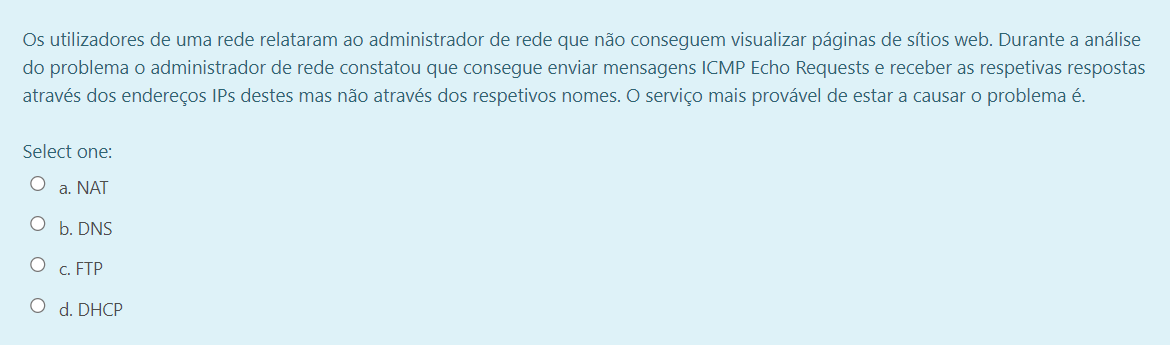 Os utilizadores de uma rede relataram ao administrador de rede que não conseguem visualizar páginas de sítios web. Durante a análise
do problema o administrador de rede constatou que consegue enviar mensagens ICMP Echo Requests e receber as respetivas respostas
através dos endereços IPs destes mas não através dos respetivos nomes. O serviço mais provável de estar a causar o problema é.
Select one:
a. NAT
b. DNS
c. FTP
d. DHCP